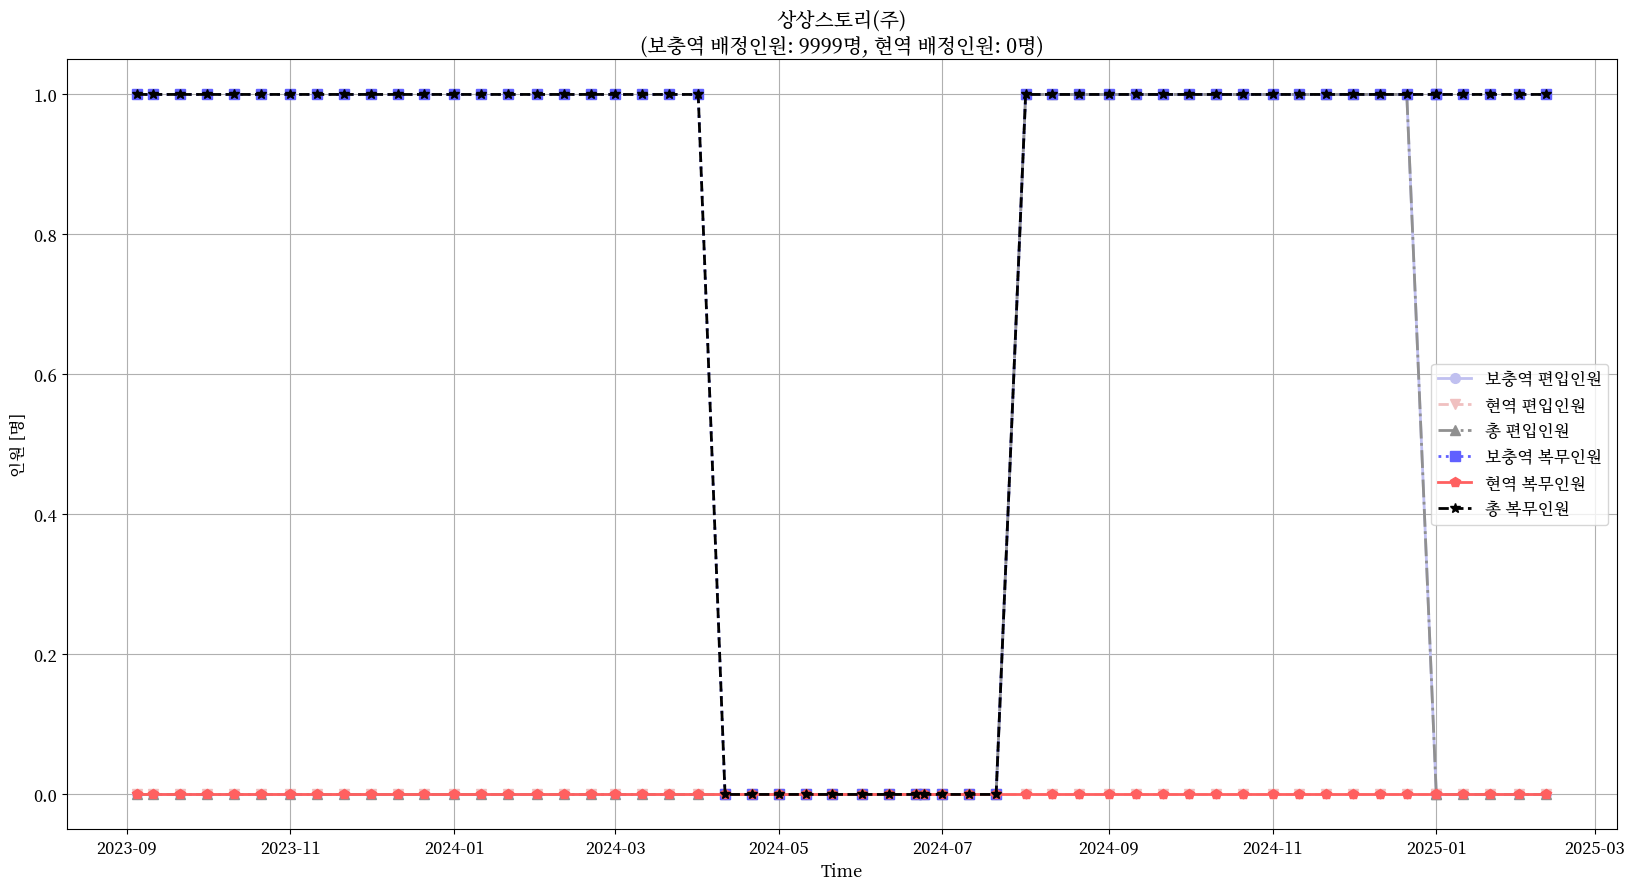 상상스토리(주)
(보충역 배정인원: 9999명, 현역 배정인원: 0명)
1.0
0.8
0.6
0.4
0.2
0.0
인원 [명]
보충역 편입인원
현역 편입인원
총 편입인원
보충역 복무인원
현역 복무인원
총 복무인원
2023-09
2023-11
2024-01
2024-03
2024-05
2024-07
2024-09
2024-11
2025-01
2025-03
Time